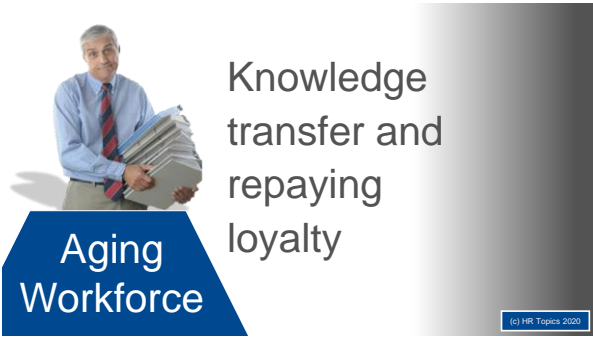 Knowledge
transfer and
repaying
loyalty
Aging
Workforce
(c) HR Topics 2020